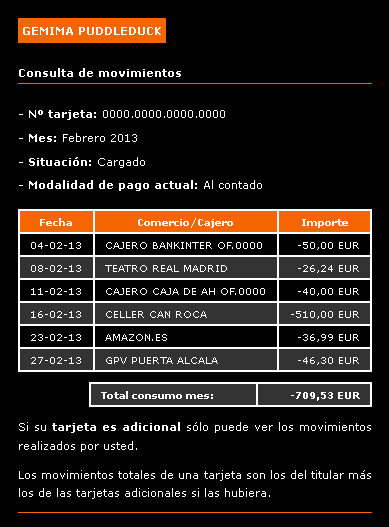 GEMIMA PUDDLEDUCK
Consulta de movimientos
- Nº tarjeta: 0000.0000.0000.0000
- Mes: Febrero 2013
- Situación: Cargado
- Modalidad de pago actual: Al contado
Fecha Comercio/Cajero Importe
04-02-13 CAJERO BANKINTER OF.0000 -50,00 EUR
08-02-13 TEATRO REAL MADRID -26,24 EUR
11-02-13 CAJERO CAJA DE AH OF.0000 -40,00 EUR
16-02-13 CELLER CAN ROCA -510,00 EUR
23-02-13 AMAZON.ES -36,99 EUR
27-02-13 GPV PUERTA ALCALA -46,30 EUR
Total consumo mes: -709,53 EUR
Si su tarjeta es adicional sólo puede ver los movimientos
realizados por usted.
Los movimientos totales de una tarjeta son los del titular más
los de las tarjetas adicionales si las hubiera.